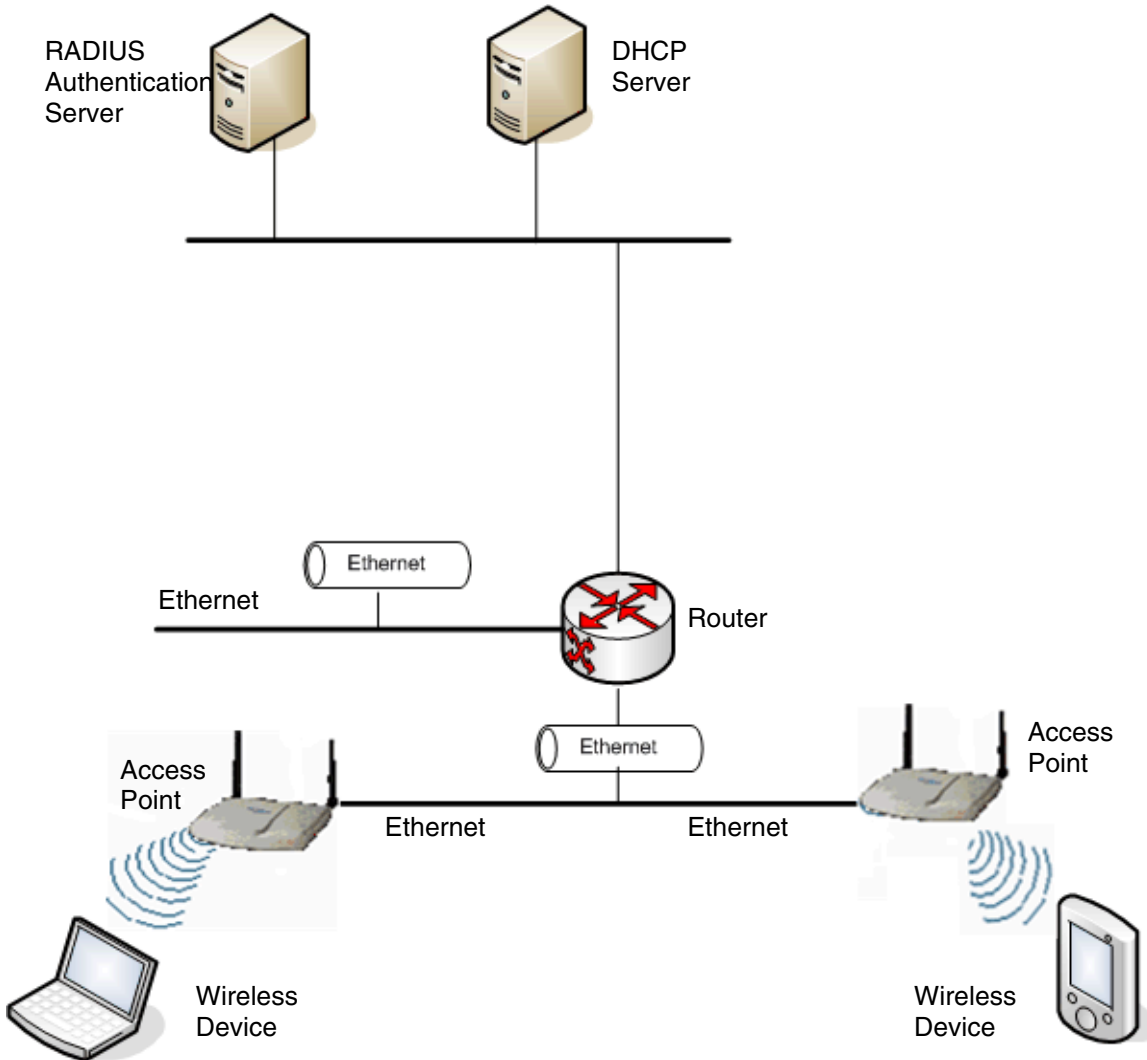 RADIUS
Authentication
Server
DHCP
Server
Ethernet
Ethernet
Router
Ethernet
Access
Point
Access
Point
Ethernet
Ethernet
Wireless
Device
Wireless
Device